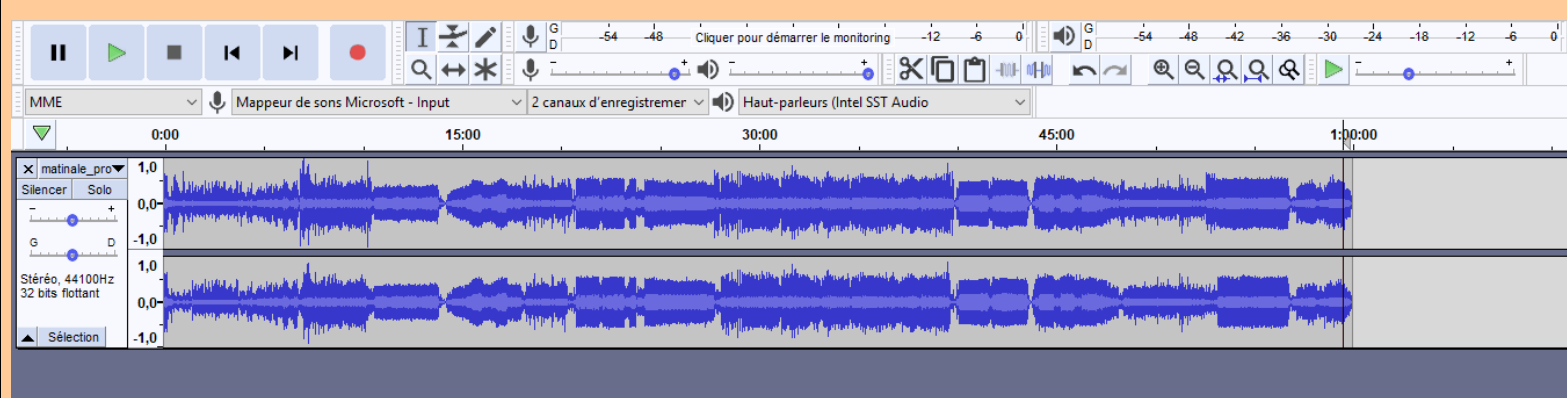 G
D
-54 -48 Cliquer pour démarrer le monitoring -12 -6 0
G
D
-54 -48 -42 -36 -30 -24 -18 -12 -6 0
- +
- +
- +
MME
Mappeur de sons Microsoft - Input
2 canaux d'enregistremer
Haut-parleurs (Intel SST Audio
0:00 15:00 30:00 45:00 1:00:00
X matinale_pro
Silencer Solo
- +
G D
Stéréo, 44100Hz
32 bits flottant
Sélection
1,0
0,0-
-1,0
1,0
0,0-
-1,0